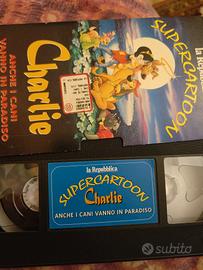 la Repubblica
SUPERCARTOON
Charlie
ANCHE I CANI
VANNO IN PARADISO
la Repubblica
SUPERCARTOON
Charlie
ANCHE I CANI VANNO IN PARADISO
subito